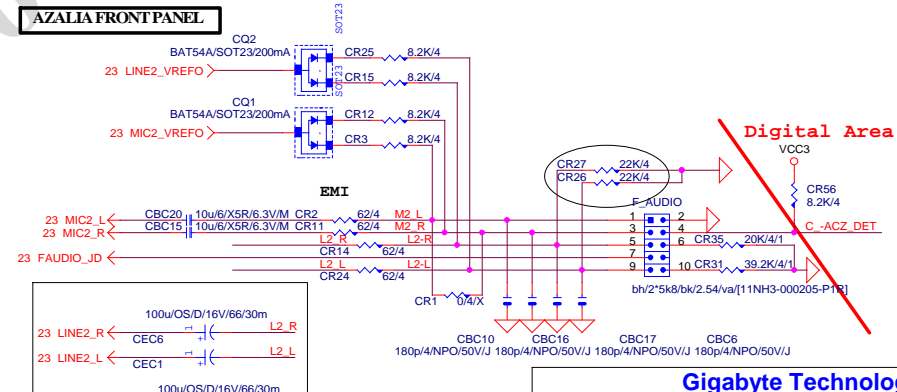 AZALIA FRONT PANEL
SOT23
CQ2
BAT54A/SOT23/200mA
CR25 8.2K/4
23 LINE2_VREFO
SOT23
CR15 8.2K/4
CQ1
BAT54A/SOT23/200mA
CR12 8.2K/4
23 MIC2_VREFO
CR3 8.2K/4
Digital Area
VCC3
CR27 22K/4
CR26 22K/4
CR56
8.2K/4
EMI
F_AUDIO
23 MIC2_L CBC20 10u/6/X5R/6.3V/M CR2 62/4 M2_L 1 2
23 MIC2_R CBC15 10u/6/X5R/6.3V/M CR11 62/4 M2_R 3 4 C_-ACZ_DET
L2_R L2-R 5 6 CR35 20K/4/1
CR14 62/4
23 FAUDIO_JD 7 8
L2_L L2-L 9 10 CR31 39.2K/4/1
CR24 62/4
bh/2*5k8/bk/2.54/va/[11NH3-000205-P1R]
CR1 0/4/X
100u/OS/D/16V/66/30m
23 LINE2_R 1 + L2_R
CEC6
23 LINE2_L 1 + L2_L
CEC1
100u/OS/D/16V/66/30m
CBC10 CBC16 CBC17 CBC6
180p/4/NPO/50V/J 180p/4/NPO/50V/J 180p/4/NPO/50V/J 180p/4/NPO/50V/J